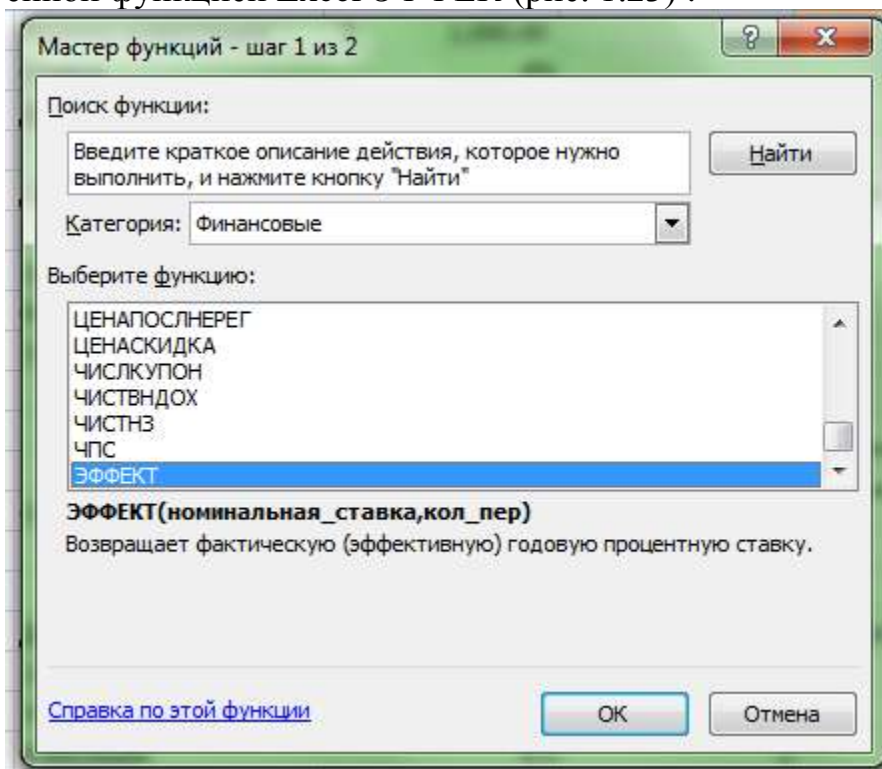 Мастер функций - шаг 1 из 2
Поиск функции:
Введите краткое описание действия, которое нужно
выполнить, и нажмите кнопку "Найти"
Найти
Категория: Финансовые
Выберите функцию:
ЦЕНАПОСЛНЕРЕГ
ЦЕНАСКИДКА
ЧИСЛКУПОН
ЧИСТВНДОХ
ЧИСТНЗ
ЧПС
ЭФФЕКТ
ЭФФЕКТ(номинальная_ставка,кол_пер)
Возвращает фактическую (эффективную) годовую процентную ставку.
Справка по этой функции
ОК
Отмена